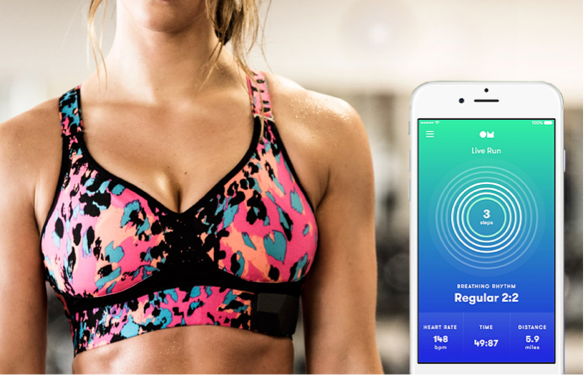 100%
OM
Live Run
3
steps
BREATHING RHYTHM
Regular 2:2
HEART RATE TIME DISTANCE
148 49:87 5.9
bpm miles